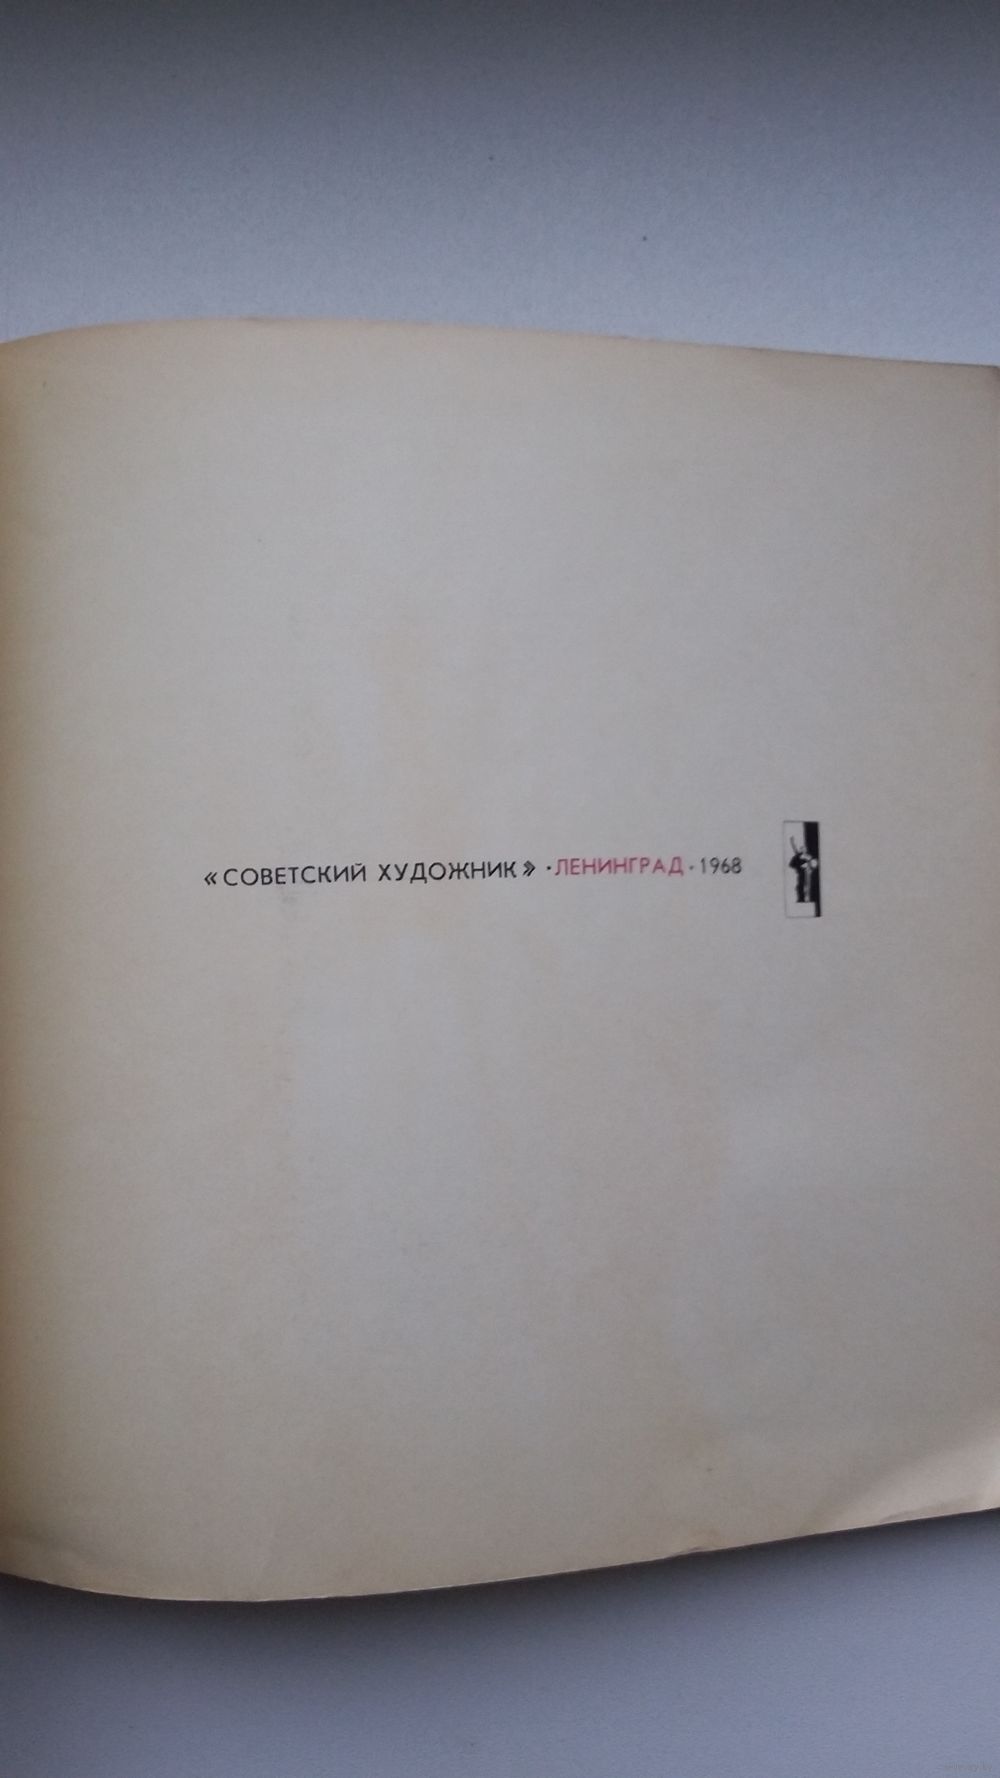 «СОВЕТСКИЙ ХУДОЖНИК» · ЛЕНИНГРАД · 1968